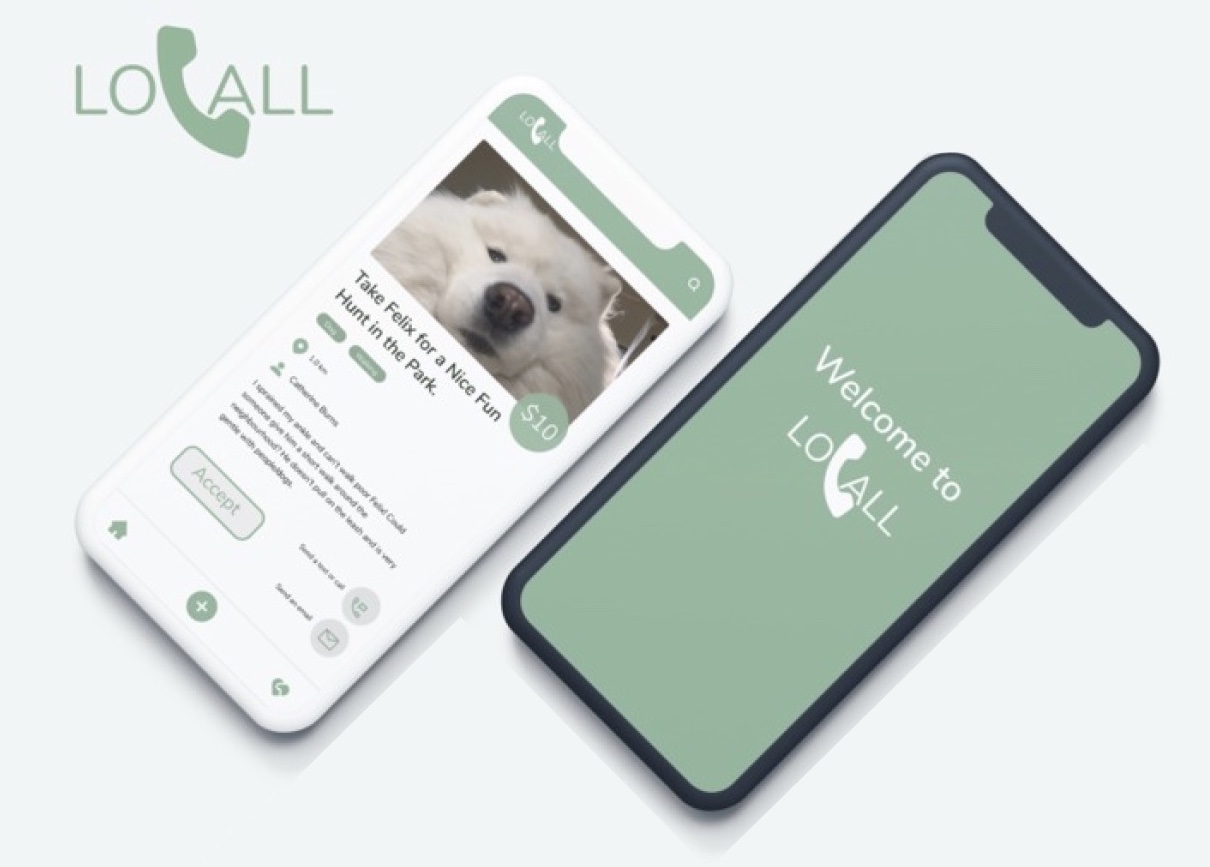 LOCALL
LOCALL
Take Felix for a Nice Fun
Hunt in the Park.
$10
Dog
Walking
1.0 km
Catherine Burns
I sprained my ankle and can't walk poor Felix! Could
someone give him a short walk around the
neighbourhood? He doesn't pull on the leash and is very
gentle with people/dogs.
Accept
Send a text or call
Send an email
Welcome to
LOCALL